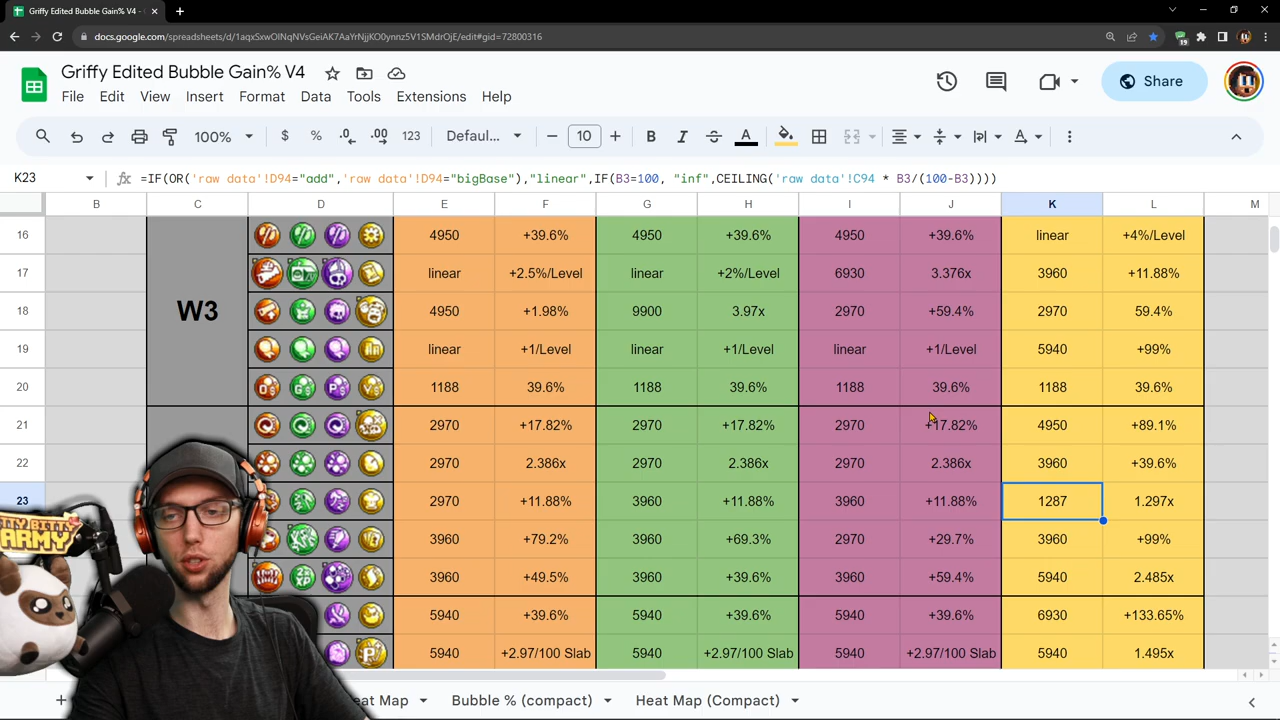 Griffy Edited Bubble Gain% V4 -
docs.google.com/spreadsheets/d/1aqxSxwOlNqNVsGeiAK7AaYrNjjKO0ynnz5V1SMdrOjE/edit#gid=72800316
Griffy Edited Bubble Gain% V4
Share
File Edit View Insert Format Data Tools Extensions Help
100% $ % .0 .00 123 Defaul... 10 B I A
K23 fx =IF(OR('raw data'!D94="add",'raw data'!D94="bigBase"),"linear",IF(B3=100, "inf",CEILING('raw data'!C94 * B3/(100-B3))))
B C D E F G H I J K L M
16 4950 +39.6% 4950 +39.6% 4950 +39.6% linear +4%/Level
17 linear +2.5%/Level linear +2%/Level 6930 3.376x 3960 +11.88%
W3
18 4950 +1.98% 9900 3.97x 2970 +59.4% 2970 59.4%
19 linear +1/Level linear +1/Level linear +1/Level 5940 +99%
20 1188 39.6% 1188 39.6% 1188 39.6% 1188 39.6%
21 2970 +17.82% 2970 +17.82% 2970 +17.82% 4950 +89.1%
22 2970 2.386x 2970 2.386x 2970 2.386x 3960 +39.6%
23 2970 +11.88% 3960 +11.88% 3960 +11.88% 1287 1.297x
3960 +79.2% 3960 +69.3% 2970 +29.7% 3960 +99%
3960 +49.5% 3960 +39.6% 3960 +59.4% 5940 2.485x
5940 +39.6% 5940 +39.6% 5940 +39.6% 6930 +133.65%
5940 +2.97/100 Slab 5940 +2.97/100 Slab 5940 +2.97/100 Slab 5940 1.495x
ITTY BITTY
ARMY
Map Bubble % (compact) Heat Map (Compact)